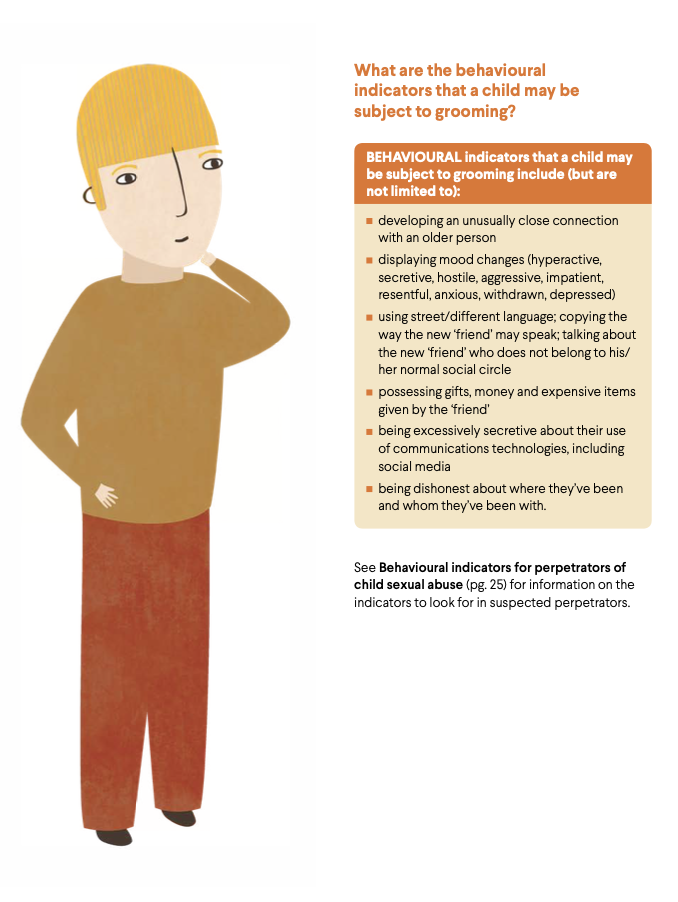 What are the behavioural
indicators that a child may be
subject to grooming?
BEHAVIOURAL indicators that a child may
be subject to grooming include (but are
not limited to):
■ developing an unusually close connection
with an older person
■ displaying mood changes (hyperactive,
secretive, hostile, aggressive, impatient,
resentful, anxious, withdrawn, depressed)
■ using street/different language; copying the
way the new ‘friend’ may speak; talking about
the new ‘friend’ who does not belong to his/
her normal social circle
■ possessing gifts, money and expensive items
given by the ‘friend’
■ being excessively secretive about their use
of communications technologies, including
social media
■ being dishonest about where they’ve been
and whom they’ve been with.
See Behavioural indicators for perpetrators of
child sexual abuse (pg. 25) for information on the
indicators to look for in suspected perpetrators.